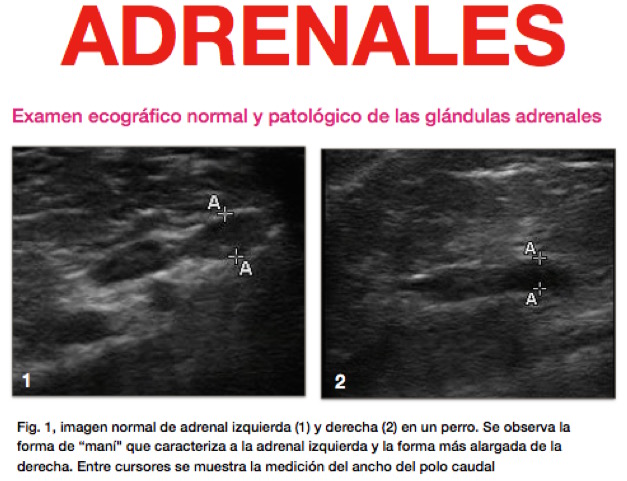 ADRENALES
Examen ecográfico normal y patológico de las glándulas adrenales
A
A
1
A
A
2
Fig. 1, imagen normal de adrenal izquierda (1) y derecha (2) en un perro. Se observa la
forma de “maní" que caracteriza a la adrenal izquierda y la forma más alargada de la
derecha. Entre cursores se muestra la medición del ancho del polo caudal